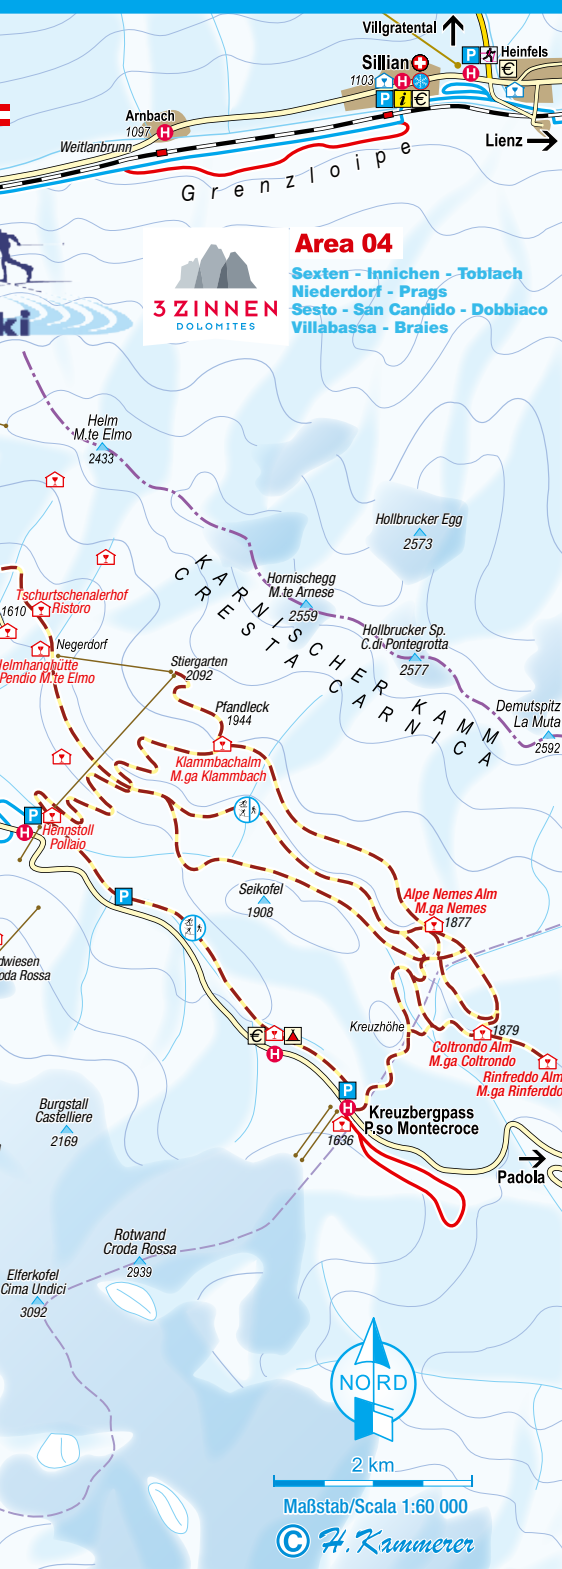 Villgratental
Sillian
Heinfels
1103
H
H
P
€
P i €
Arnbach
1097
H
Weitlanbrunn
Lienz
Grenzloipe
Area 04
Sexten - Innichen - Toblach
Niederdorf - Prags
Sesto - San Candido - Dobbiaco
Villabassa - Braies
3 ZINNEN
DOLOMITES
ki
Helm
M.te Elmo
2433
Hollbrucker Egg
2573
KARNISCHER KAMM
CRESTA CARNICA
Hornischegg
M.te Arnese
2559
Tschurtschenalerhof
Ristoro
1610
Hollbrucker Sp.
C.di Pontegrotta
2577
Negerdorf
Helmhanghütte
Pendio M.te Elmo
Stiergarten
2092
Pfandleck
1944
Demutspitz
La Muta
2592
Klammbachalm
M.ga Klammbach
P
H
Hennstoll
Pollaio
P
Seikofel
1908
Alpe Nemes Alm
M.ga Nemes
1877
dwiesen
oda Rossa
Kreuzhöhe
1879
€
H
Coltrondo Alm
M.ga Coltrondo
Rinfreddo Alm
M.ga Rinferddo
P
H
Kreuzbergpass
P.so Montecroce
1636
Burgstall
Castelliere
2169
Padola
Rotwand
Croda Rossa
2939
Elferkofel
Cima Undici
3092
NORD
2 km
Maßstab/Scala 1:60 000
© H.Kammerer